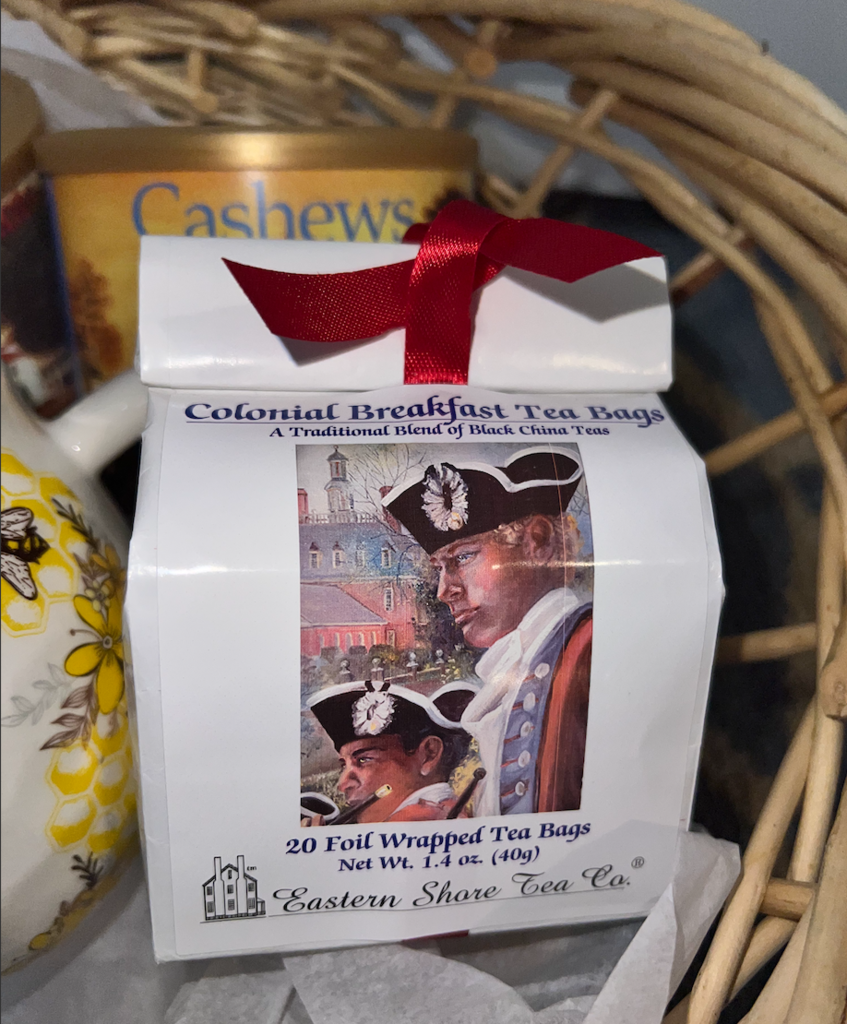 Cashews
Colonial Breakfast Tea Bags
A Traditional Blend of Black China Teas
20 Foil Wrapped Tea Bags
Net Wt. 1.4 oz. (40g)
Eastern Shore Tea Co.®